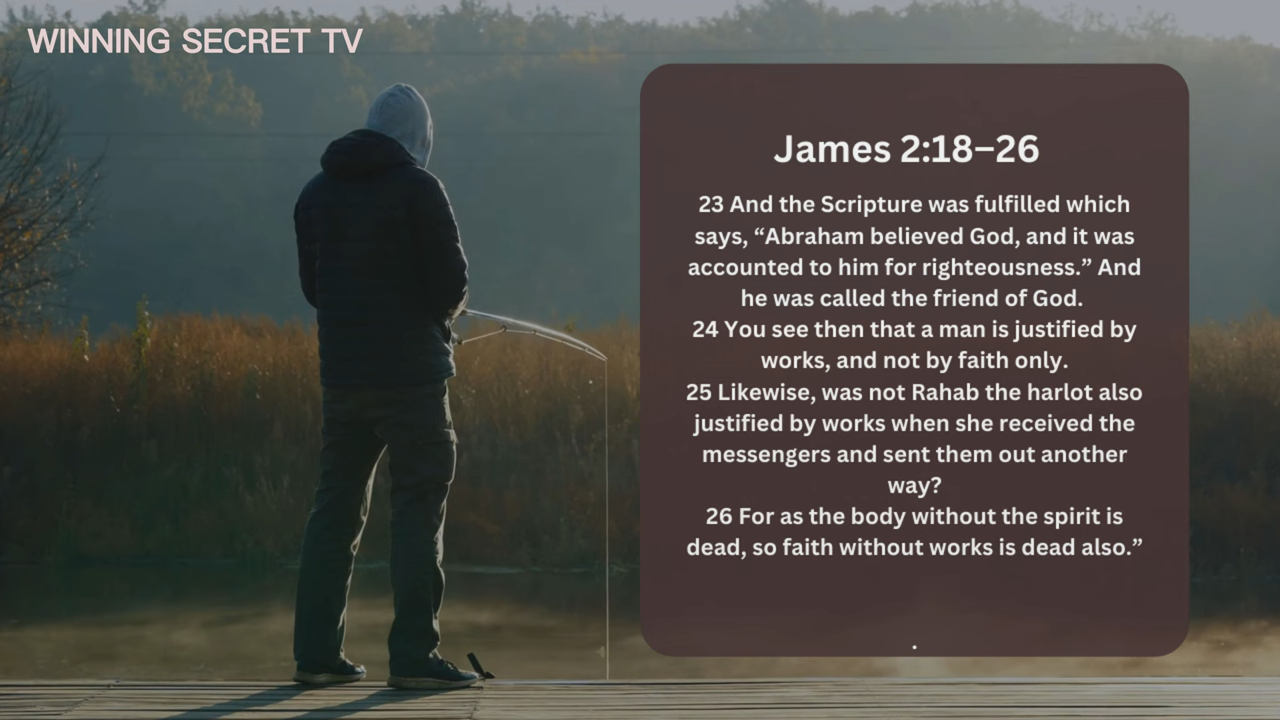 WINNING SECRET TV
James 2:18–26
23 And the Scripture was fulfilled which
says, “Abraham believed God, and it was
accounted to him for righteousness.” And
he was called the friend of God.
24 You see then that a man is justified by
works, and not by faith only.
25 Likewise, was not Rahab the harlot also
justified by works when she received the
messengers and sent them out another
way?
26 For as the body without the spirit is
dead, so faith without works is dead also.”
.